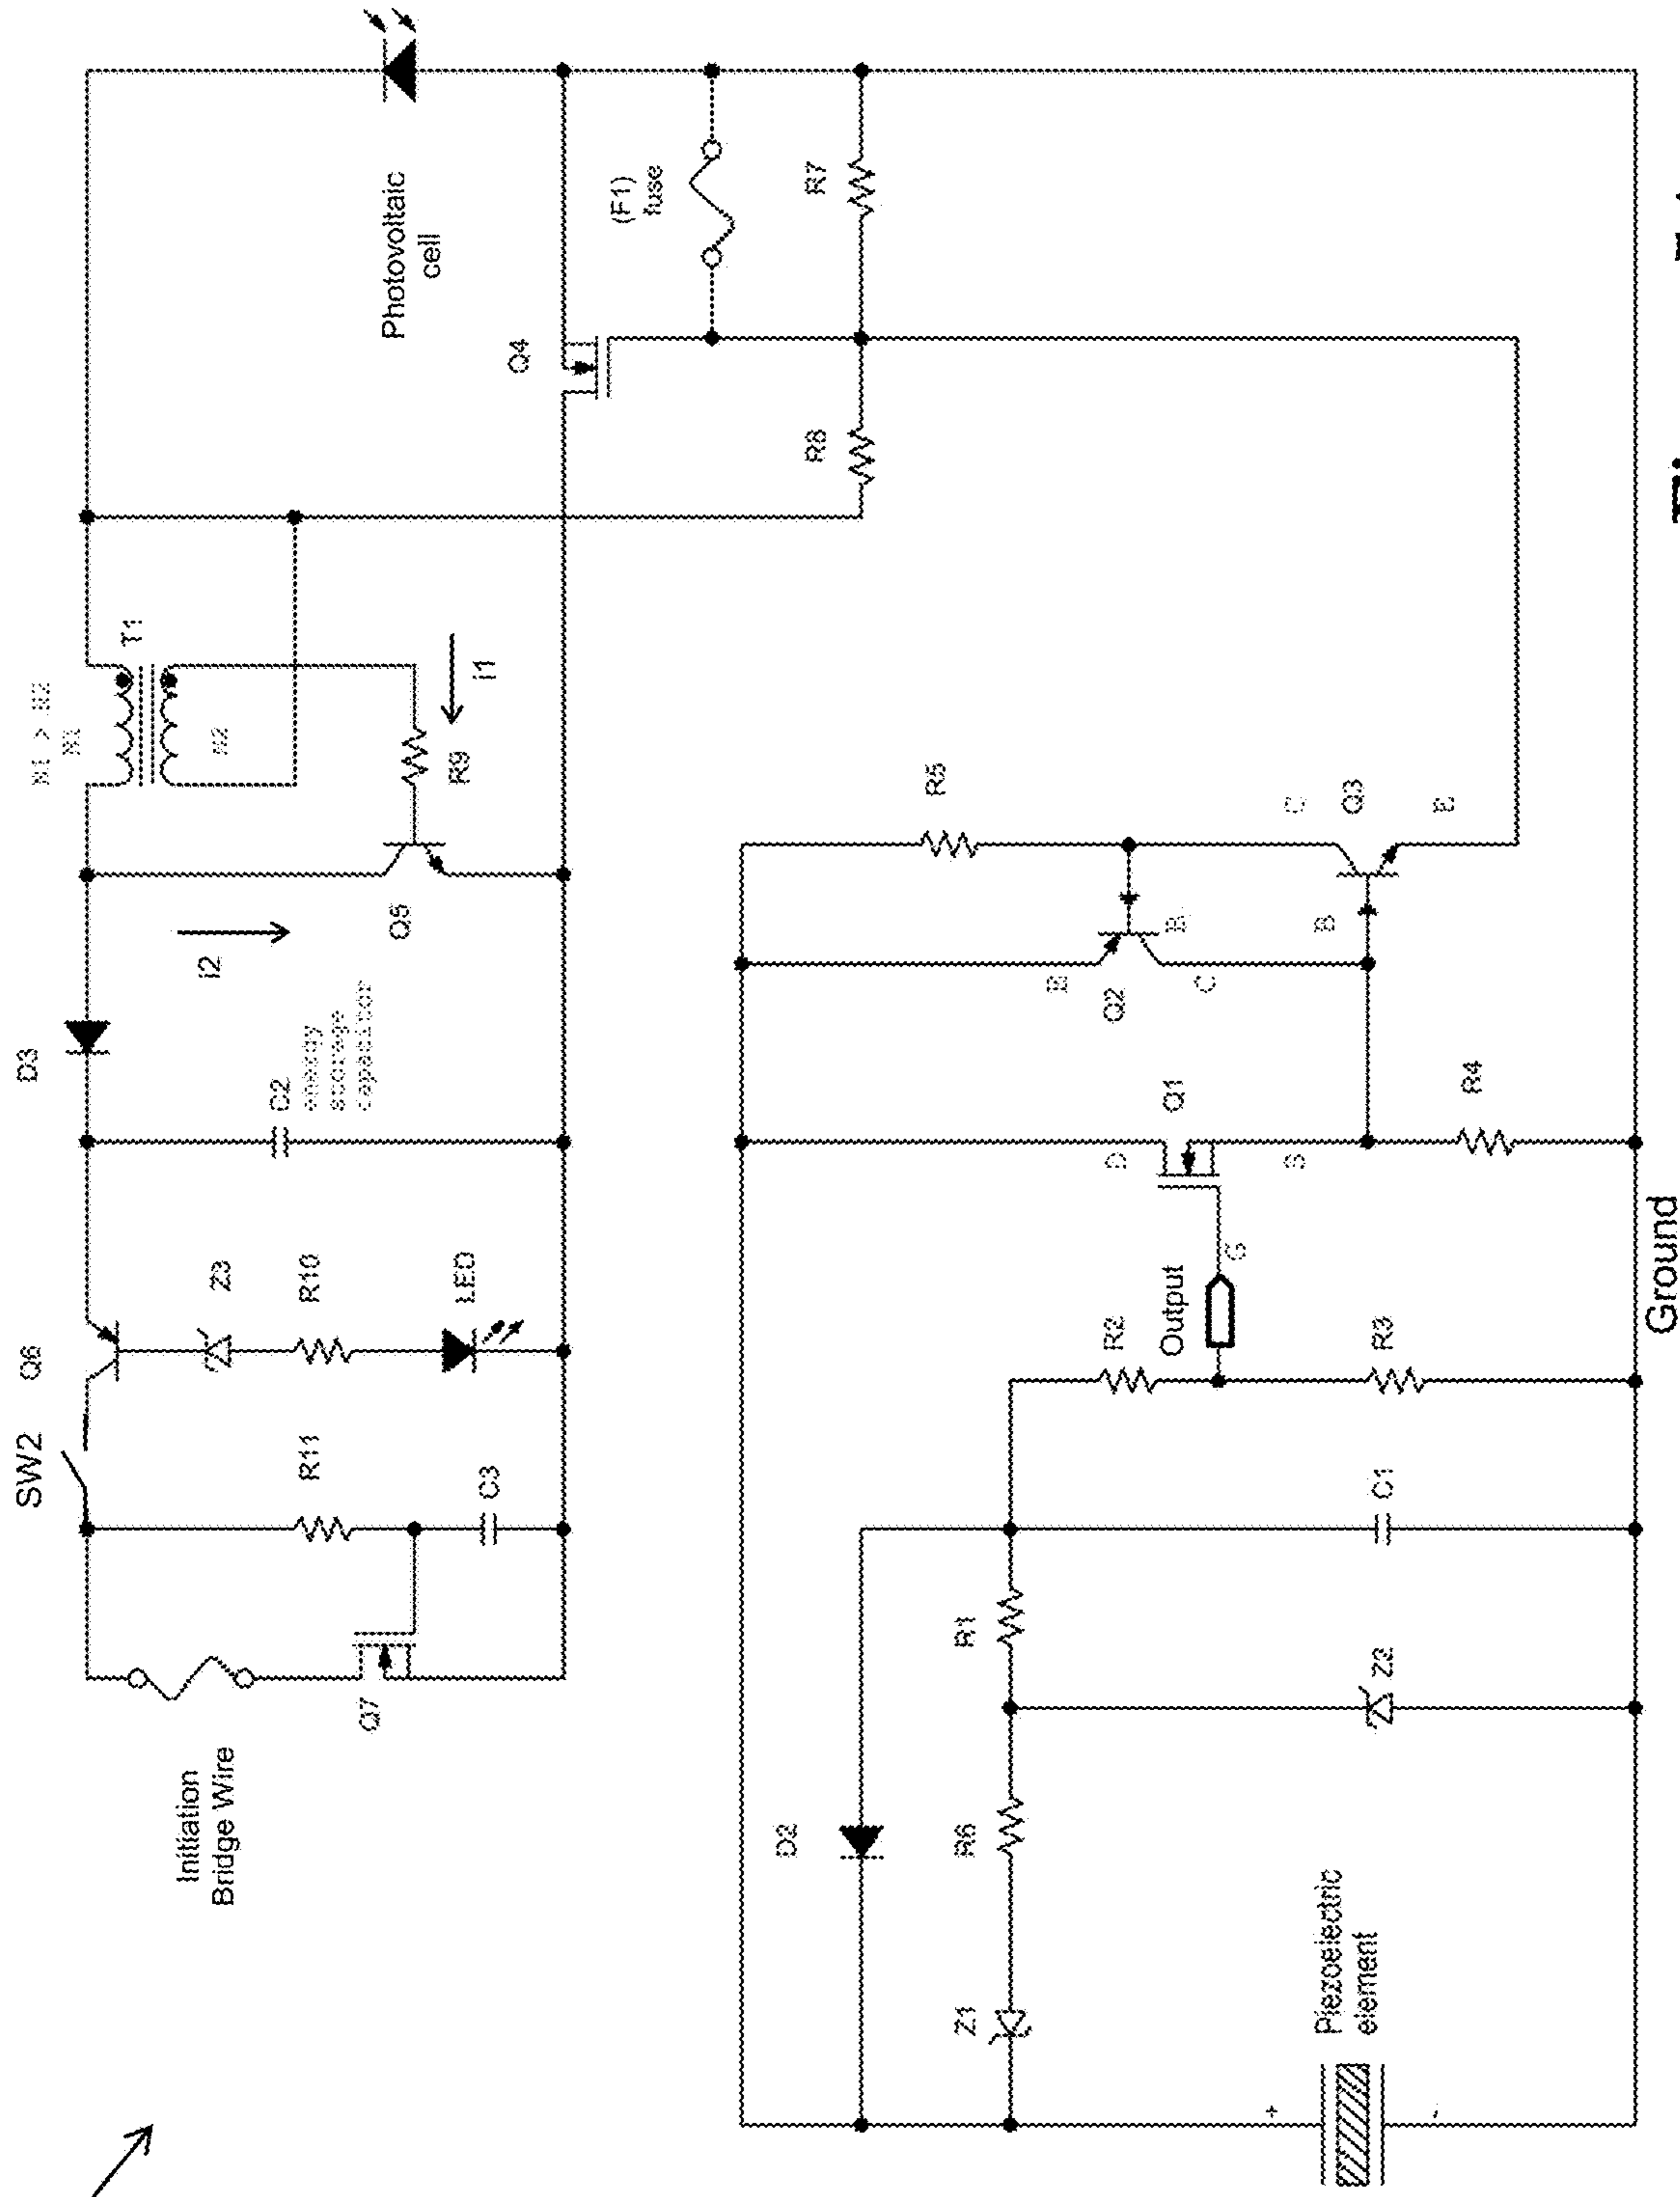 SW2
Q6
D3
N1 > N2
N1
T1
N2
Initiation
Bridge Wire
R11
Z3
R10
C2
energy
storage
capacitor
i2
Q7
C3
LED
Q5
R9
i1
Photovoltaic
cell
Q4
(F1)
fuse
R8
R7
D2
Z1
R6
R1
R2
Output
G
D
Q1
S
E
Q2
B
C
R5
B
C
Q3
E
+
Piezoelectric
element
-
Z2
C1
R3
R4
Ground